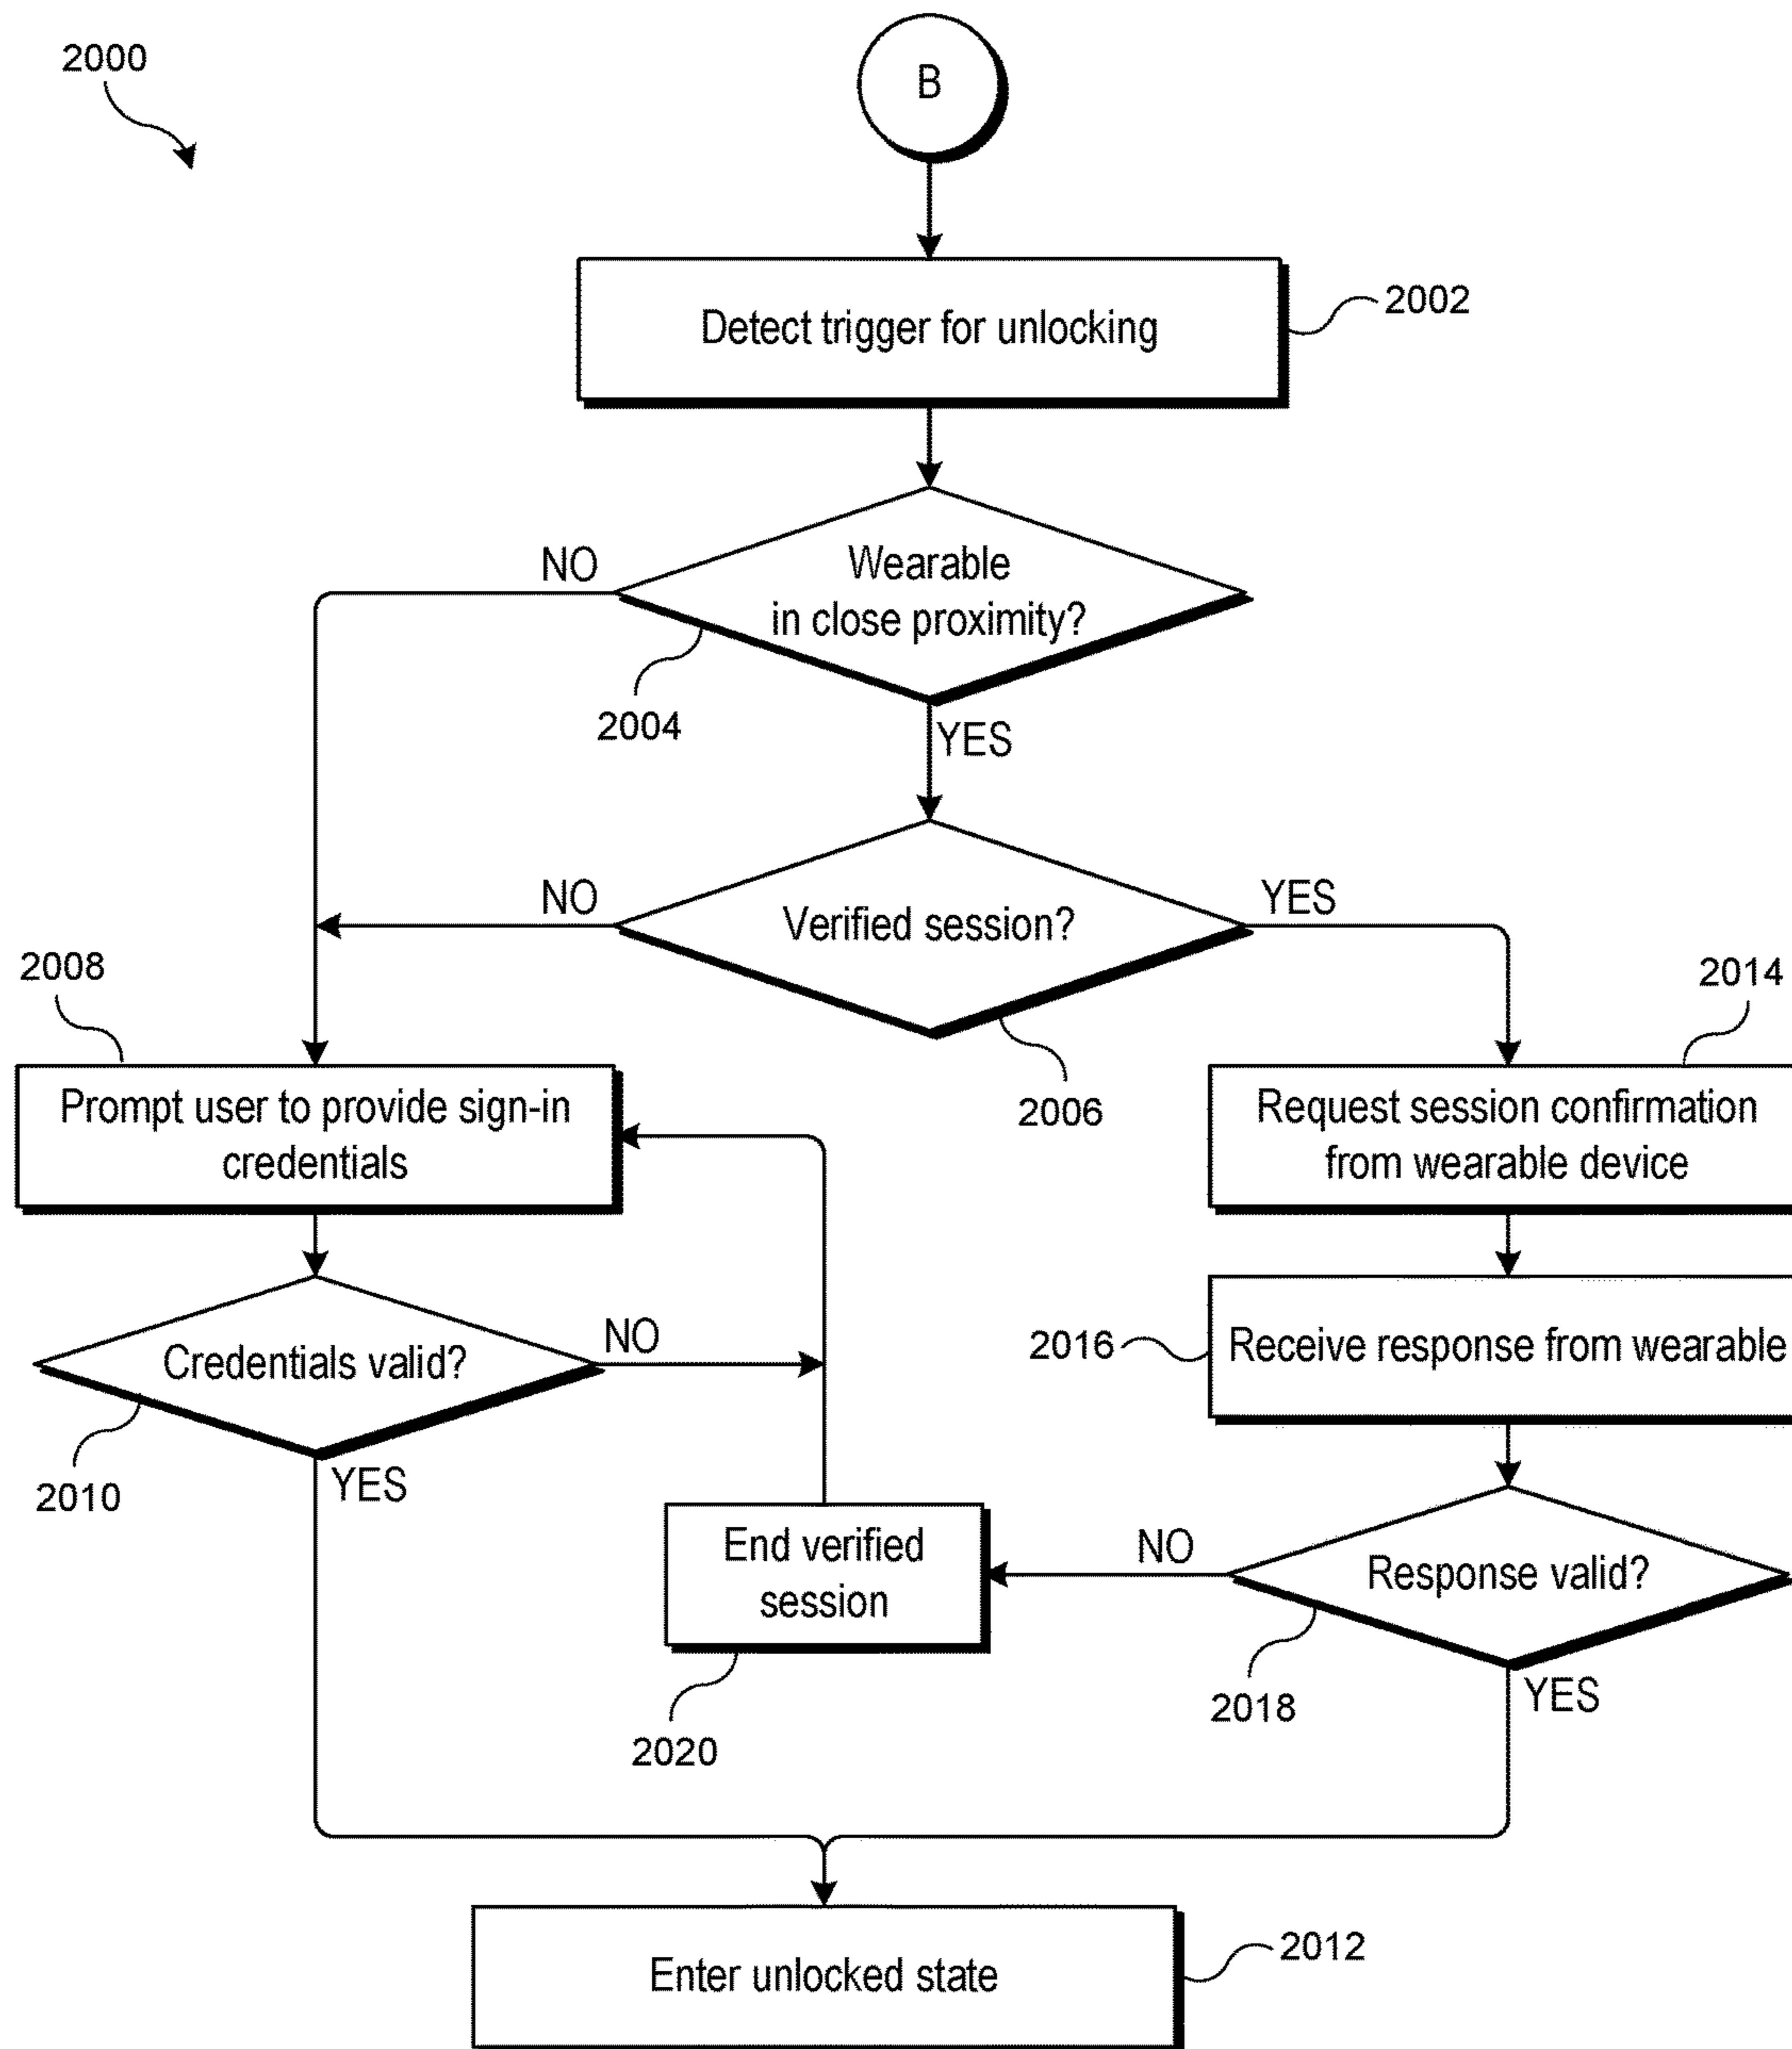 2000
B
Detect trigger for unlocking
2002
NO
Wearable
in close proximity?
2004
YES
NO
Verified session?
YES
2008
2014
2006
Prompt user to provide sign-in
credentials
Request session confirmation
from wearable device
Credentials valid?
NO
2016
Receive response from wearable
2010
YES
End verified
session
NO
Response valid?
2020
2018
YES
Enter unlocked state
2012